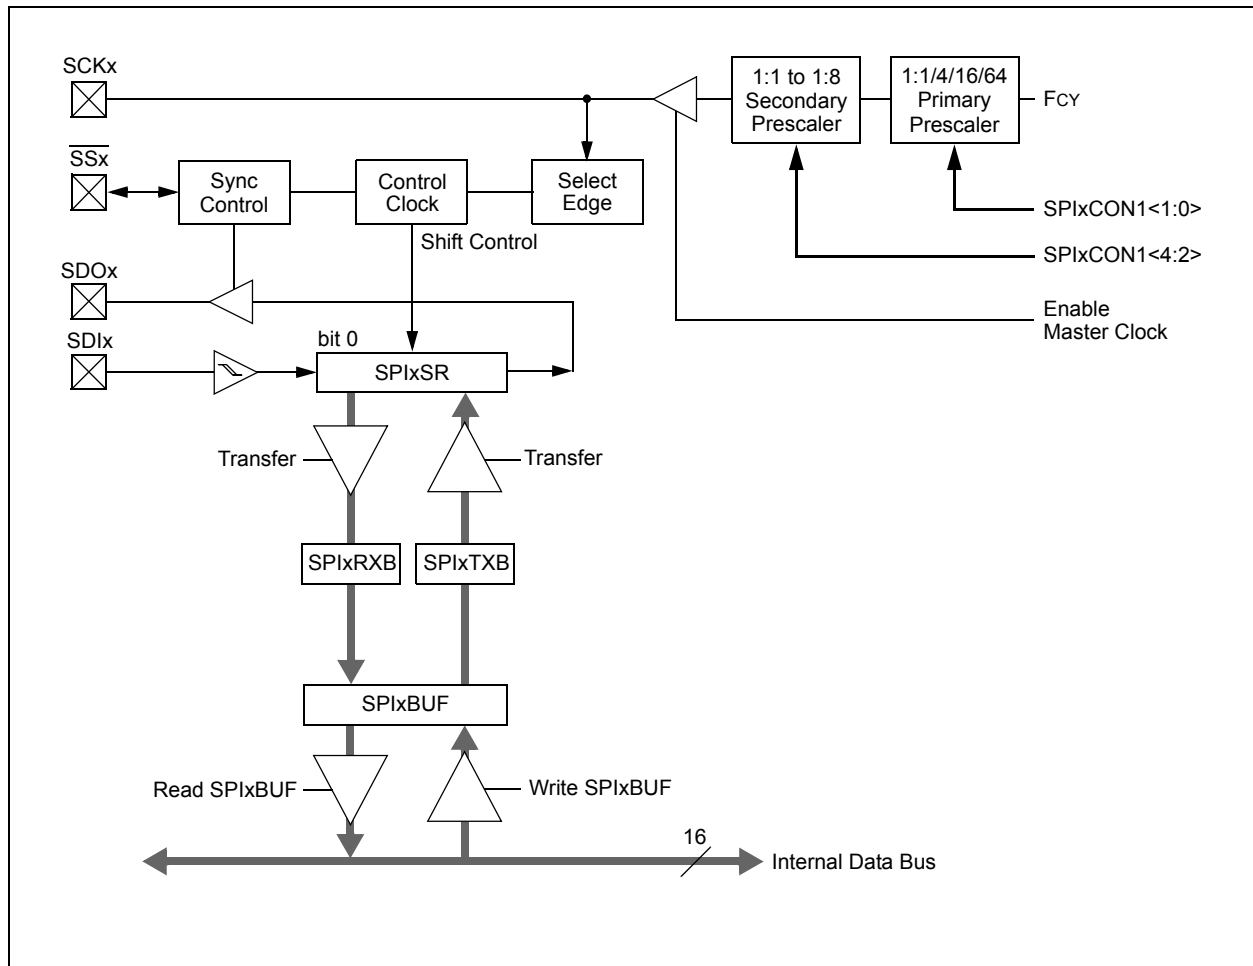 SCKx
1:1 to 1:8
Secondary
Prescaler
1:1/4/16/64
Primary
Prescaler
FCY
SSx
Sync
Control
Control
Clock
Select
Edge
SPIxCON1<1:0>
Shift Control
SPIxCON1<4:2>
SDOx
Enable
Master Clock
SDIx
bit 0
SPIxSR
Transfer
Transfer
SPIxRXB
SPIxTXB
SPIxBUF
Read SPIxBUF
Write SPIxBUF
16
Internal Data Bus